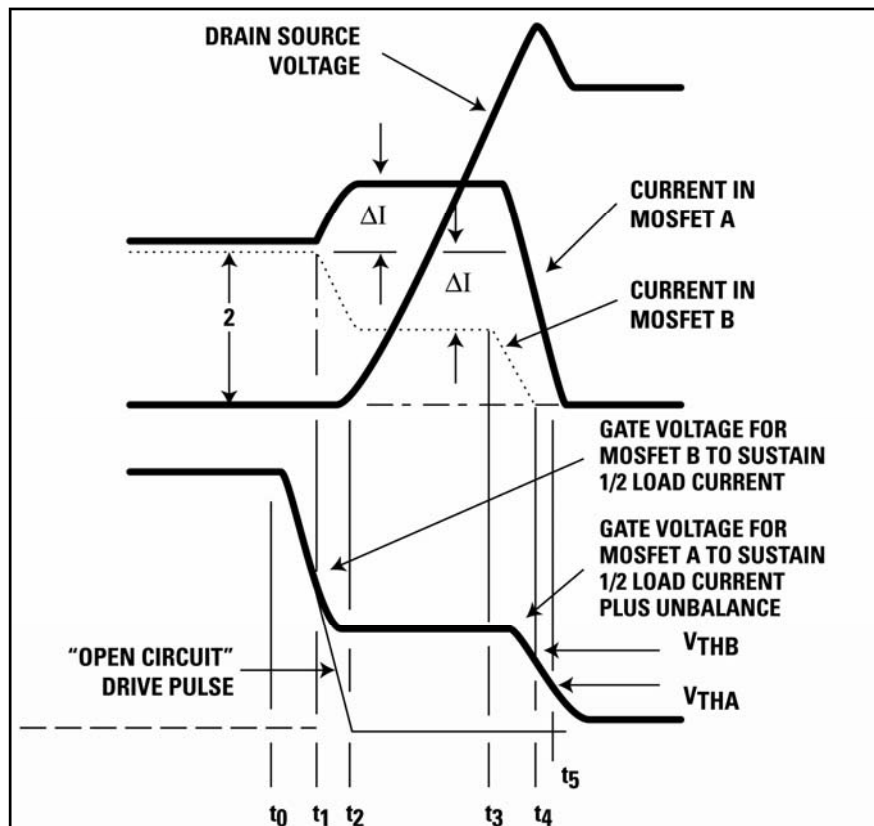 DRAIN SOURCE
VOLTAGE
ΔI
ΔI
2
CURRENT IN
MOSFET A
CURRENT IN
MOSFET B
GATE VOLTAGE FOR
MOSFET B TO SUSTAIN
1/2 LOAD CURRENT
GATE VOLTAGE FOR
MOSFET A TO SUSTAIN
1/2 LOAD CURRENT
PLUS UNBALANCE
"OPEN CIRCUIT"
DRIVE PULSE
VTHB
VTHA
t0 t1 t2 t3 t4 t5